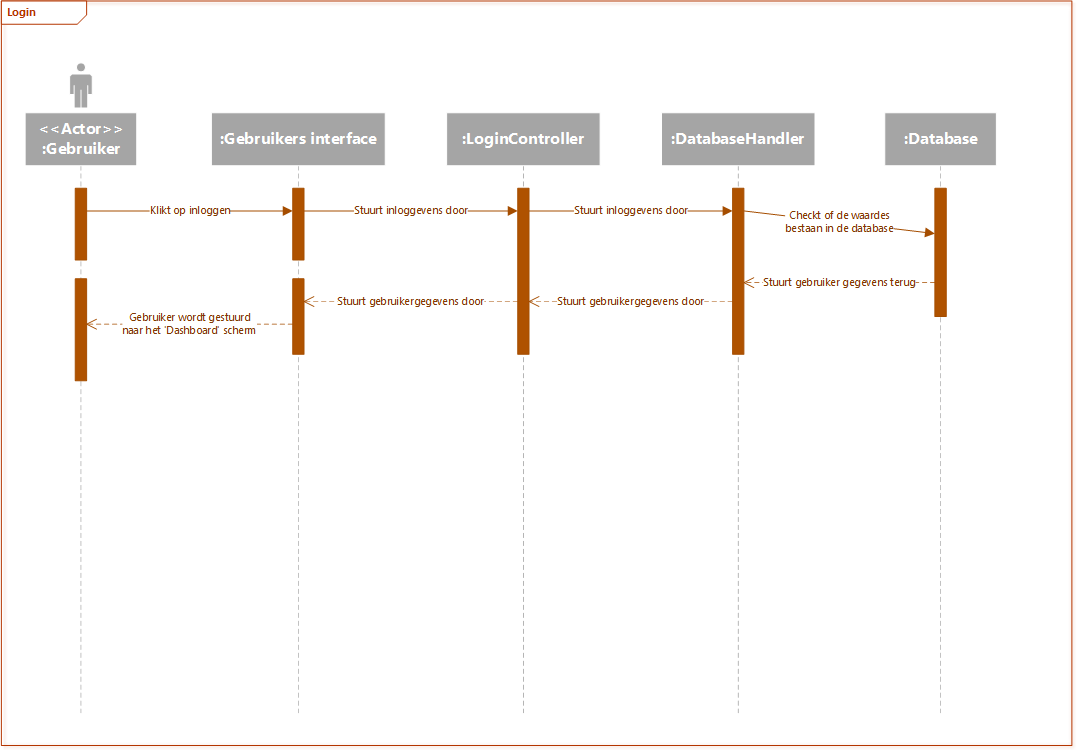 Login
<<Actor>>
:Gebruiker
:Gebruikers interface
:LoginController
:DatabaseHandler
:Database
Klikt op inloggen
Stuurt inloggevens door
Stuurt inloggevens door
Checkt of de waardes
bestaan in de database
Stuurt gebruiker gegevens terug
Stuurt gebruikergegevens door
Stuurt gebruikergegevens door
Gebruiker wordt gestuurd
naar het 'Dashboard' scherm